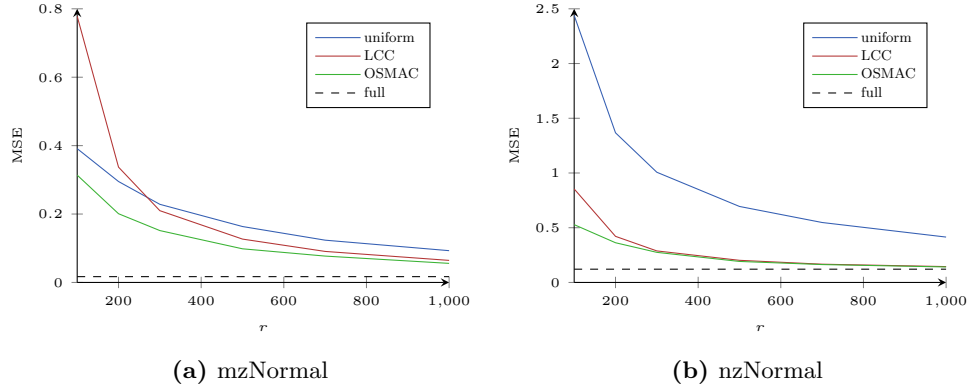 0.8
0.6
0.4
0.2
0
MSE
200
400
600
800
1,000
r
uniform
LCC
OSMAC
full
(a) mzNormal
2.5
2
1.5
1
0.5
0
MSE
200
400
600
800
1,000
r
uniform
LCC
OSMAC
full
(b) nzNormal